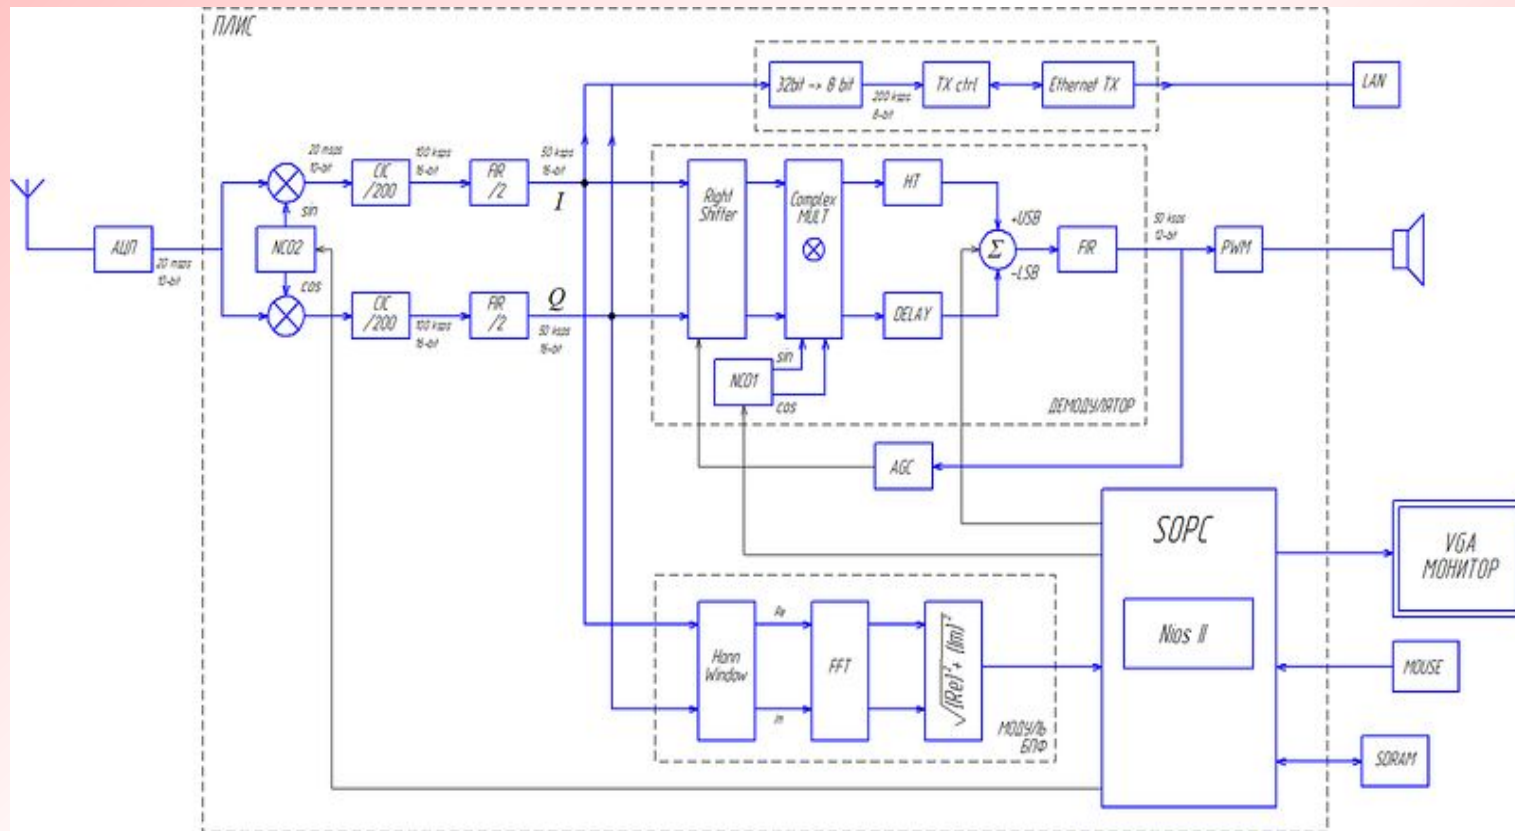 ПЛИС
32bit -> 8 bit
TX ctrl
Ethernet TX
LAN
200 ksps
8-bit
20 msps
10-bit
CIC
/200
100 ksps
16-bit
FIR
/2
50 ksps
16-bit
I
sin
NCO2
cos
АЦП
20 msps
10-bit
CIC
/200
100 ksps
16-bit
FIR
/2
Q
50 ksps
16-bit
Right
Shifter
Complex
MULT
HT
DELAY
+USB
Σ
-LSB
FIR
50 ksps
12-bit
PWM
NCO1
sin
cos
ДЕМОДУЛЯТОР
AGC
SOPC
Nios II
VGA
МОНИТОР
MOUSE
SDRAM
Hann
Window
Re
Im
FFT
√(Re)²+(Im)²
МОДУЛЬ
БПФ